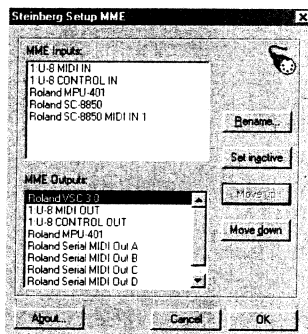 Steinberg Setup MME
MME Inputs:
1 U-8 MIDI IN
1 U-8 CONTROL IN
Roland MPU-401
Roland SC-8850
Roland SC-8850 MIDI IN 1
Rename...
Set inactive
MME Outputs:
Roland VSC 3.0
1 U-8 MIDI OUT
1 U-8 CONTROL OUT
Roland MPU-401
Roland Serial MIDI Out A
Roland Serial MIDI Out B
Roland Serial MIDI Out C
Roland Serial MIDI Out D
Move up
Move down
About...
Cancel
OK